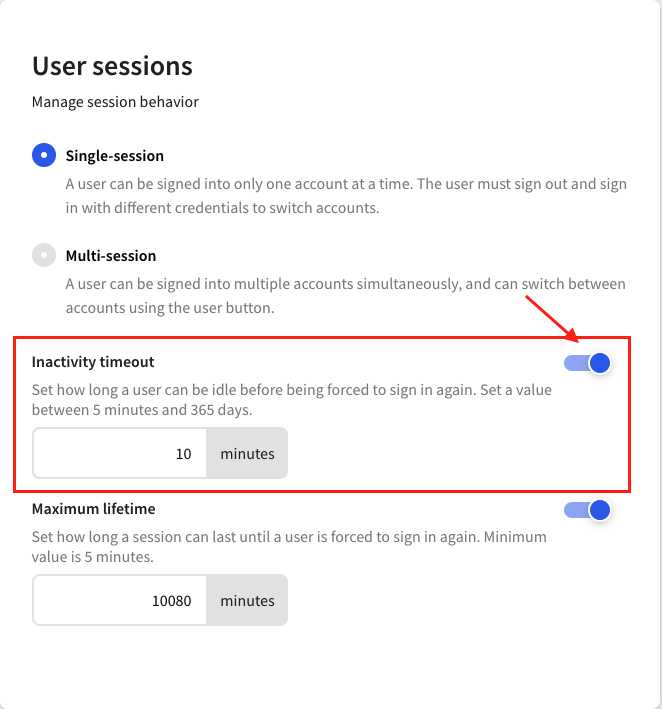 User sessions
Manage session behavior
Single-session
A user can be signed into only one account at a time. The user must sign out and sign
in with different credentials to switch accounts.
Multi-session
A user can be signed into multiple accounts simultaneously, and can switch between
accounts using the user button.
Inactivity timeout
Set how long a user can be idle before being forced to sign in again. Set a value
between 5 minutes and 365 days.
10 minutes
Maximum lifetime
Set how long a session can last until a user is forced to sign in again. Minimum
value is 5 minutes.
10080 minutes